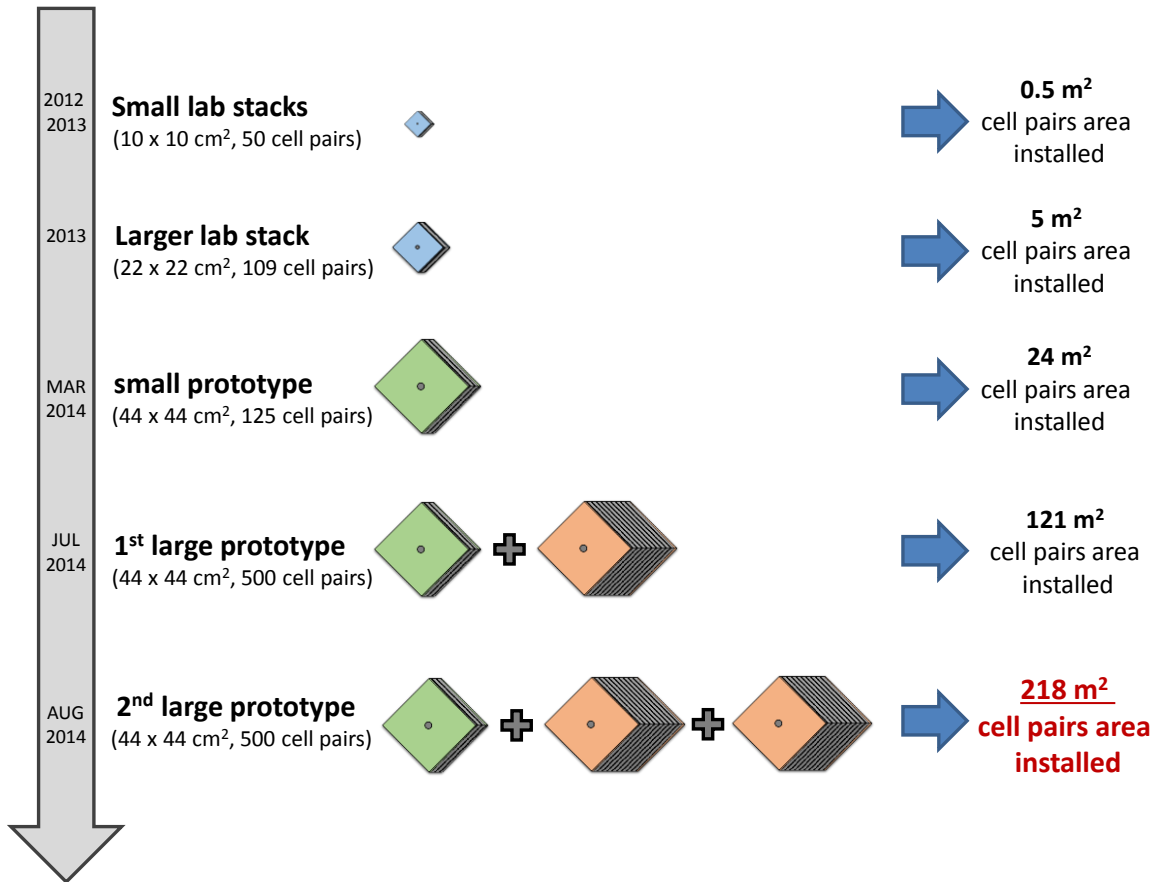 2012
2013
Small lab stacks
(10 x 10 cm², 50 cell pairs)
0.5 m²
cell pairs area
installed
2013
Larger lab stack
(22 x 22 cm², 109 cell pairs)
5 m²
cell pairs area
installed
MAR
2014
small prototype
(44 x 44 cm², 125 cell pairs)
24 m²
cell pairs area
installed
JUL
2014
1st large prototype
(44 x 44 cm², 500 cell pairs)
121 m²
cell pairs area
installed
AUG
2014
2nd large prototype
(44 x 44 cm², 500 cell pairs)
218 m²
cell pairs area
installed